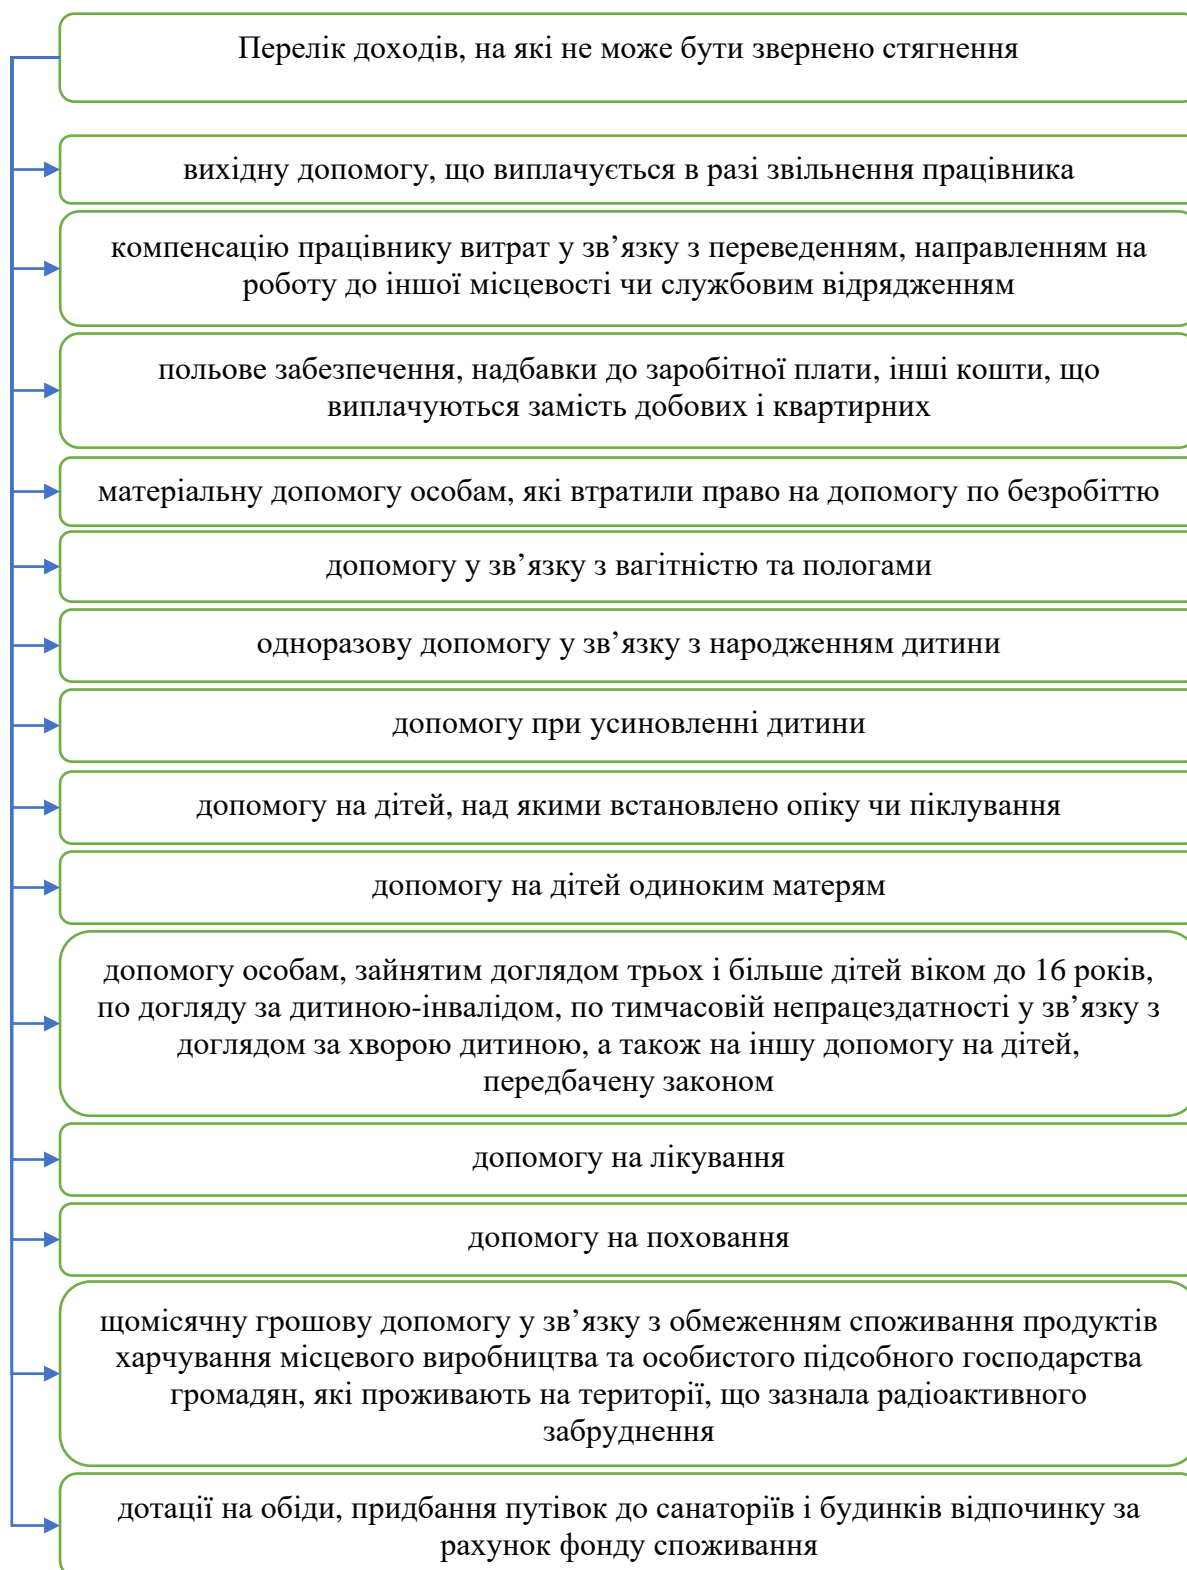 Перелік доходів, на які не може бути звернено стягнення
вихідну допомогу, що виплачується в разі звільнення працівника
компенсацію працівнику витрат у зв’язку з переведенням, направленням на
роботу до іншої місцевості чи службовим відрядженням
польове забезпечення, надбавки до заробітної плати, інші кошти, що
виплачуються замість добових і квартирних
матеріальну допомогу особам, які втратили право на допомогу по безробіттю
допомогу у зв’язку з вагітністю та пологами
одноразову допомогу у зв’язку з народженням дитини
допомогу при усиновленні дитини
допомогу на дітей, над якими встановлено опіку чи піклування
допомогу на дітей одиноким матерям
допомогу особам, зайнятим доглядом трьох і більше дітей віком до 16 років,
по догляду за дитиною-інвалідом, по тимчасовій непрацездатності у зв’язку з
доглядом за хворою дитиною, а також на іншу допомогу на дітей,
передбачену законом
допомогу на лікування
допомогу на поховання
щомісячну грошову допомогу у зв’язку з обмеженням споживання продуктів
харчування місцевого виробництва та особистого підсобного господарства
громадян, які проживають на території, що зазнала радіоактивного
забруднення
дотації на обіди, придбання путівок до санаторіїв і будинків відпочинку за
рахунок фонду споживання